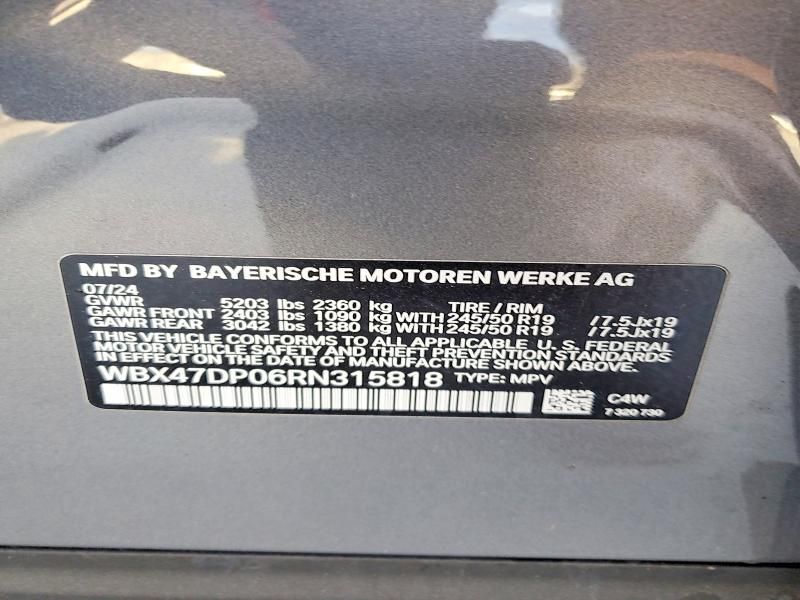 MFD BY BAYERISCHE MOTOREN WERKE AG
07/24
GVWR 5203 lbs 2360 kg TIRE / RIM
GAWR FRONT 2403 lbs 1090 kg WITH 245/50 R19 /7.5Jx19
GAWR REAR 3042 lbs 1380 kg WITH 245/50 R19 /7.5Jx19
THIS VEHICLE CONFORMS TO ALL APPLICABLE U.S. FEDERAL
MOTOR VEHICLE SAFETY AND THEFT PREVENTION STANDARDS
IN EFFECT ON THE DATE OF MANUFACTURE SHOWN ABOVE.
WBX47DP06RN315818 TYPE: MPV
C4W
7 320 730